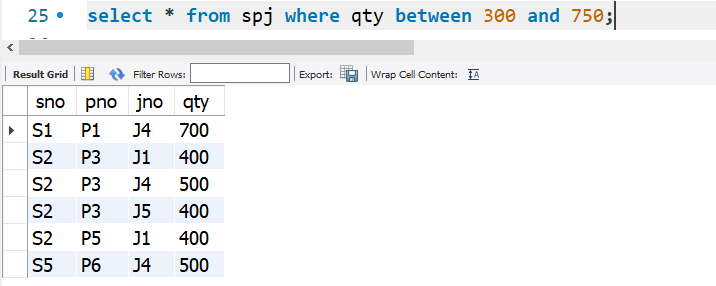 25 select * from spj where qty between 300 and 750;
Result Grid Filter Rows: Export: Wrap Cell Content: IA
sno pno jno qty
S1 P1 J4 700
S2 P3 J1 400
S2 P3 J4 500
S2 P3 J5 400
S2 P5 J1 400
S5 P6 J4 500